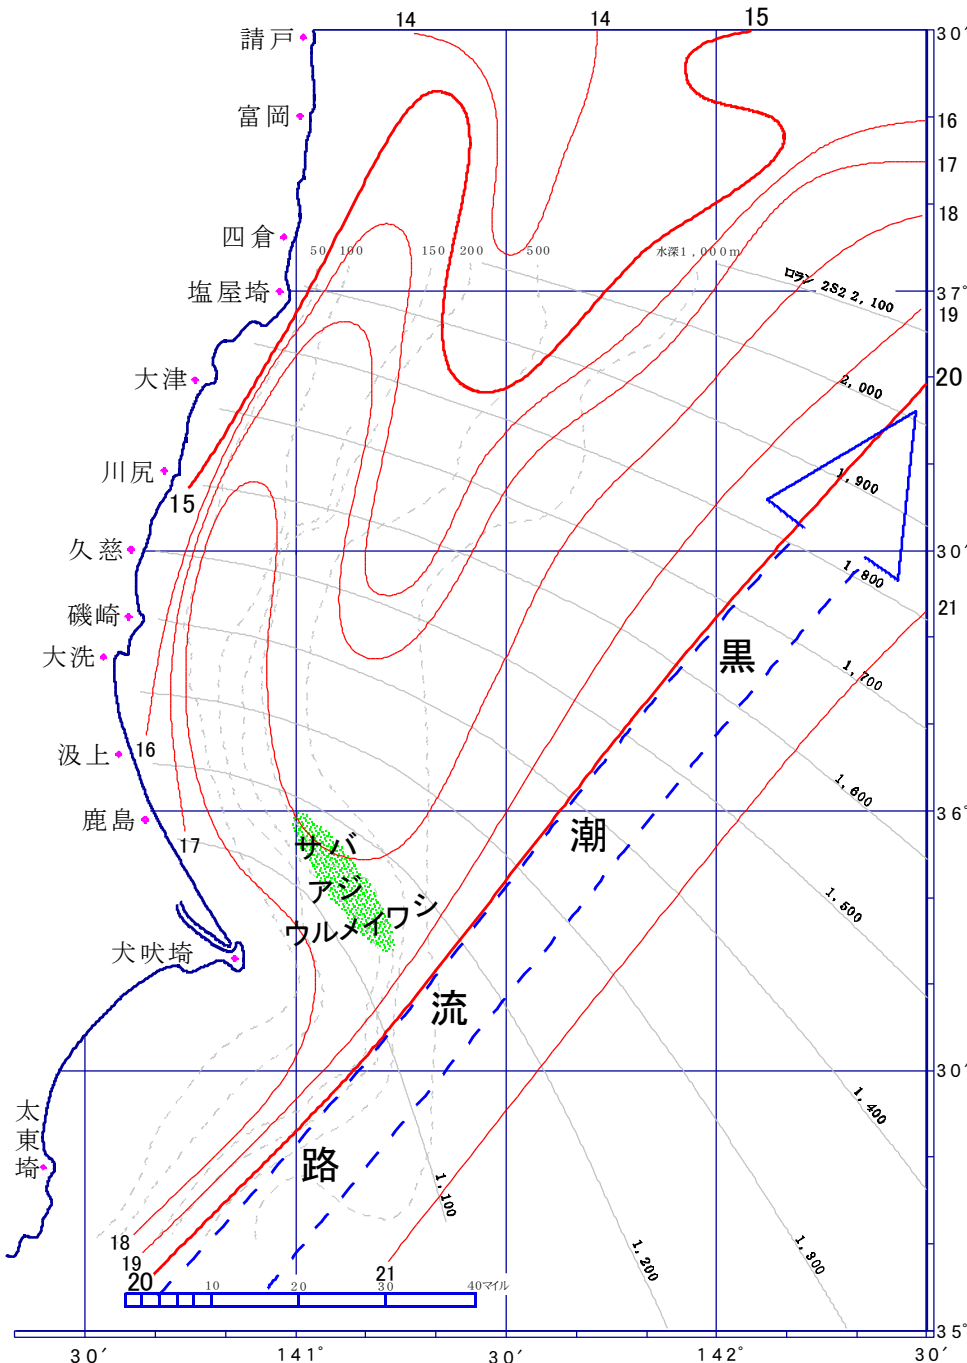 14
14
15
請戸
30′
富岡
16
17
18
四倉
50
100
150
200
500
水深1,000m
塩屋埼
ロラン 2S2 2,100
37°
19
大津
2,000
20
川尻
15
1,900
久慈
30′
1,800
磯崎
21
大洗
黒
1,700
汲上
16
1,600
鹿島
36°
17
サバ
潮
アジ
1,500
ウルメイワシ
犬吠埼
流
30′
太東埼
1,400
路
1,100
18
19
20
21
1,200
1,300
10
20
30
40マイル
35°
30′
141°
30′
142°
30′